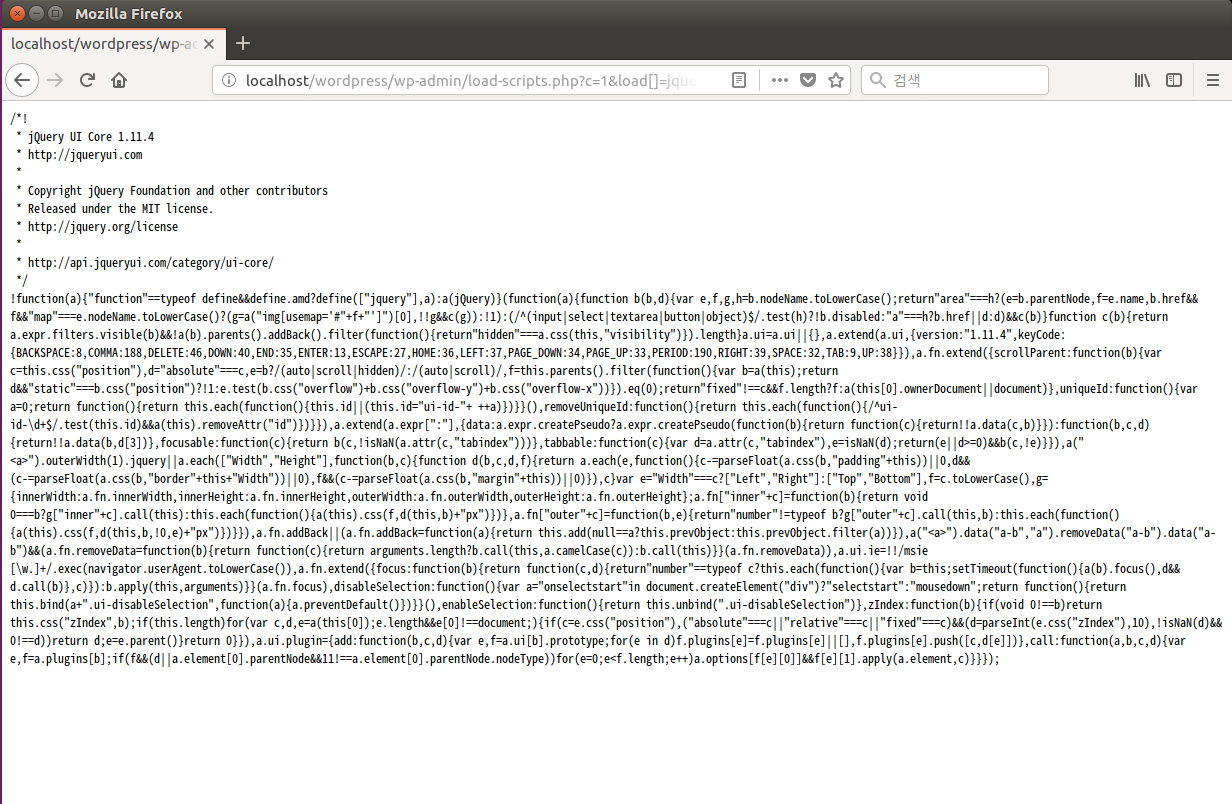 Mozilla Firefox
localhost/wordpress/wp-ac
localhost/wordpress/wp-admin/load-scripts.php?c=1&load[]=jque
검색
/*!
 * jQuery UI Core 1.11.4
 * http://jqueryui.com
 *
 * Copyright jQuery Foundation and other contributors
 * Released under the MIT license.
 * http://jquery.org/license
 *
 * http://api.jqueryui.com/category/ui-core/
 */
!function(a){"function"==typeof define&&define.amd?define(["jquery"],a):a(jQuery)}(function(a){function b(b,d){var e,f,g,h=b.nodeName.toLowerCase();return"area"===h?(e=b.parentNode,f=e.name,b.href&&
f&&"map"===e.nodeName.toLowerCase()?(g=a("img[usemap='#"+f+"']")[0],!!g&&c(g)):!1):(/^(input|select|textarea|button|object)$/.test(h)?!b.disabled:"a"===h?b.href||d:d)&&c(b)}function c(b){return
a.expr.filters.visible(b)&&!a(b).parents().addBack().filter(function(){return"hidden"===a.css(this,"visibility")}).length}a.ui=a.ui||{},a.extend(a.ui,{version:"1.11.4",keyCode:
{BACKSPACE:8,COMMA:188,DELETE:46,DOWN:40,END:35,ENTER:13,ESCAPE:27,HOME:36,LEFT:37,PAGE_DOWN:34,PAGE_UP:33,PERIOD:190,RIGHT:39,SPACE:32,TAB:9,UP:38}}),a.fn.extend({scrollParent:function(b){var
c=this.css("position"),d="absolute"===c,e=b?/(auto|scroll|hidden)/:/(auto|scroll)/,f=this.parents().filter(function(){var b=a(this);return
d&&"static"===b.css("position")?!1:e.test(b.css("overflow")+b.css("overflow-y")+b.css("overflow-x"))}).eq(0);return"fixed"!==c&&f.length?f:a(this[0].ownerDocument||document)},uniqueId:function(){var
a=0;return function(){return this.each(function(){this.id||(this.id="ui-id-"+ ++a)})}}(),removeUniqueId:function(){return this.each(function(){/^ui-
id-\d+$/.test(this.id)&&a(this).removeAttr("id")})}}),a.extend(a.expr[":"],{data:a.expr.createPseudo?a.expr.createPseudo(function(b){return function(c){return!!a.data(c,b)}}):function(b,c,d)
{return!!a.data(b,d[3])},focusable:function(c){return b(c,!isNaN(a.attr(c,"tabindex")))},tabbable:function(c){var d=a.attr(c,"tabindex"),e=isNaN(d);return(e||d>=0)&&b(c,!e)}}),a("
<a>").outerWidth(1).jquery||a.each(["Width","Height"],function(b,c){function d(b,c,d,f){return a.each(e,function(){c-=parseFloat(a.css(b,"padding"+this))||0,d&&
(c-=parseFloat(a.css(b,"border"+this+"Width"))||0),f&&(c-=parseFloat(a.css(b,"margin"+this))||0)}),c}var e="Width"===c?["Left","Right"]:["Top","Bottom"],f=c.toLowerCase(),g=
{innerWidth:a.fn.innerWidth,innerHeight:a.fn.innerHeight,outerWidth:a.fn.outerWidth,outerHeight:a.fn.outerHeight};a.fn["inner"+c]=function(b){return void
0===b?g["inner"+c].call(this):this.each(function(){a(this).css(f,d(this,b)+"px")})},a.fn["outer"+c]=function(b,e){return"number"!=typeof b?g["outer"+c].call(this,b):this.each(function()
{a(this).css(f,d(this,b,!0,e)+"px")})}}),a.fn.addBack||(a.fn.addBack=function(a){return this.add(null==a?this.prevObject:this.prevObject.filter(a))}),a("<a>").data("a-b","a").removeData("a-b").data("a-
b")&&(a.fn.removeData=function(b){return function(c){return arguments.length?b.call(this,a.camelCase(c)):b.call(this)}}(a.fn.removeData)),a.ui.ie=!!/msie
[\w.]+/.exec(navigator.userAgent.toLowerCase()),a.fn.extend({focus:function(b){return function(c,d){return"number"==typeof c?this.each(function(){var b=this;setTimeout(function(){a(b).focus(),d&&
d.call(b)},c)}):b.apply(this,arguments)}}(a.fn.focus),disableSelection:function(){var a="onselectstart"in document.createElement("div")?"selectstart":"mousedown";return function(){return
this.bind(a+".ui-disableSelection",function(a){a.preventDefault()})}}(),enableSelection:function(){return this.unbind(".ui-disableSelection")},zIndex:function(b){if(void 0!==b)return
this.css("zIndex",b);if(this.length)for(var c,d,e=a(this[0]);e.length&&e[0]!==document;){if(c=e.css("position"),("absolute"===c||"relative"===c||"fixed"===c)&&(d=parseInt(e.css("zIndex"),10),!isNaN(d)&&
0!==d))return d;e=e.parent()}return 0}}),a.ui.plugin={add:function(b,c,d){var e,f=a.ui[b].prototype;for(e in d)f.plugins[e]=f.plugins[e]||[],f.plugins[e].push([c,d[e]])},call:function(a,b,c,d){var
e,f=a.plugins[b];if(f&&(d||a.element[0].parentNode&&11!==a.element[0].parentNode.nodeType))for(e=0;e<f.length;e++)a.options[f[e][0]]&&f[e][1].apply(a.element,c)}}});